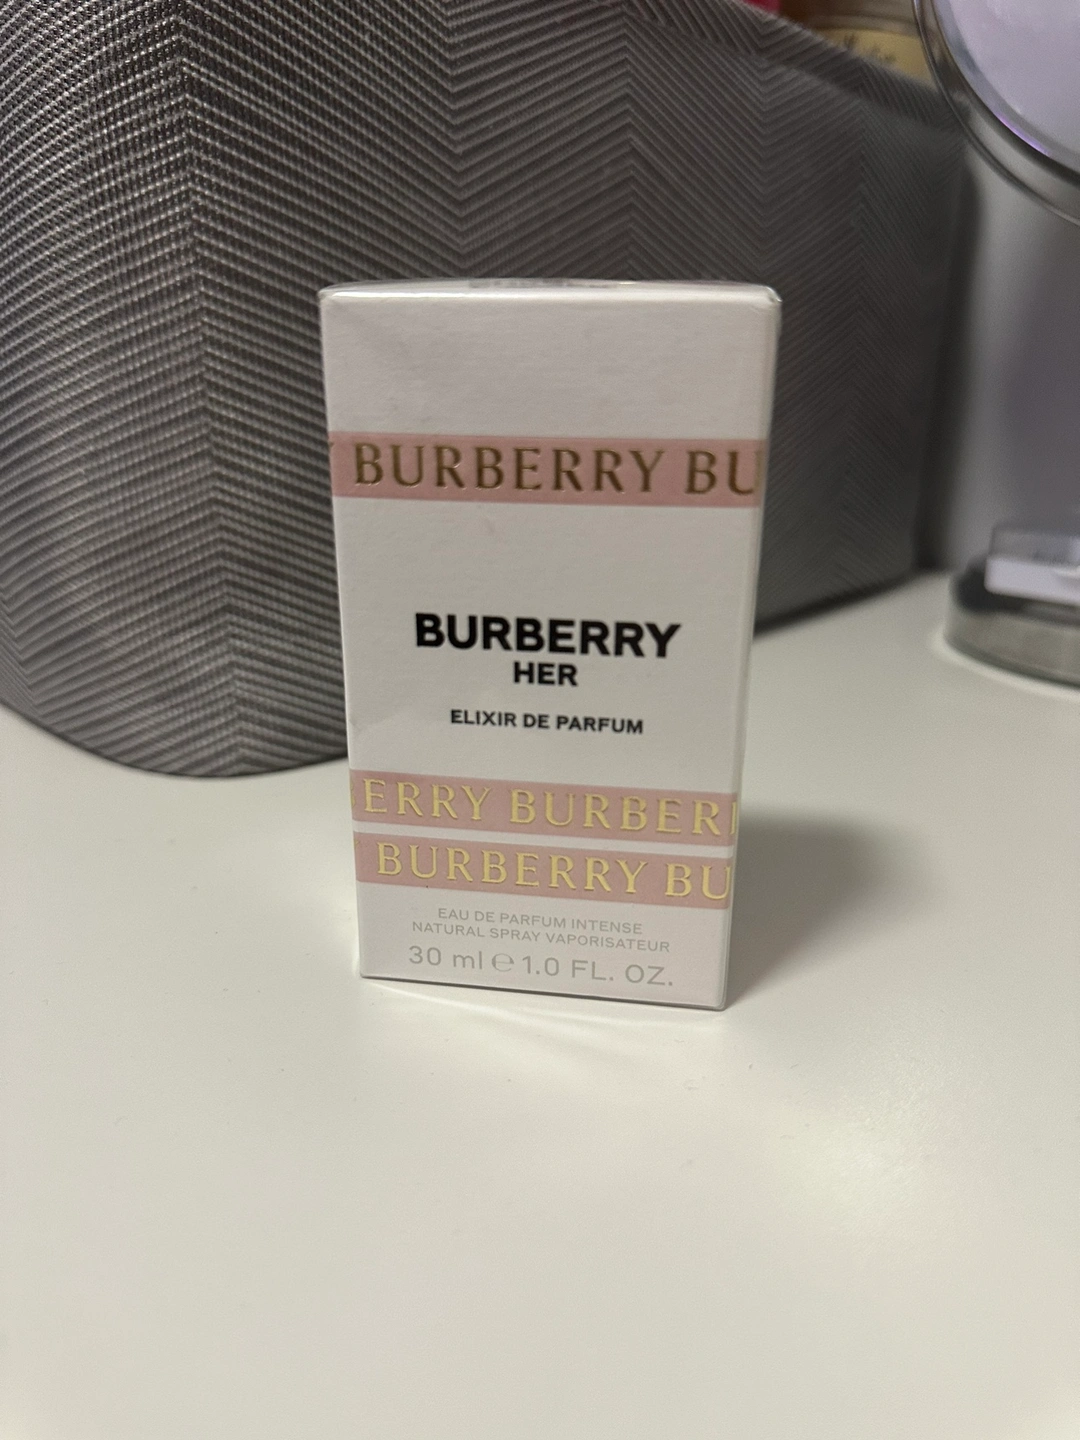 BURBERRY BU
BURBERRY
HER
ELIXIR DE PARFUM
ERRY BURBER
BURBERRY BU
EAU DE PARFUM INTENSE
NATURAL SPRAY VAPORISATEUR
30 ml ℮ 1.0 FL. OZ.